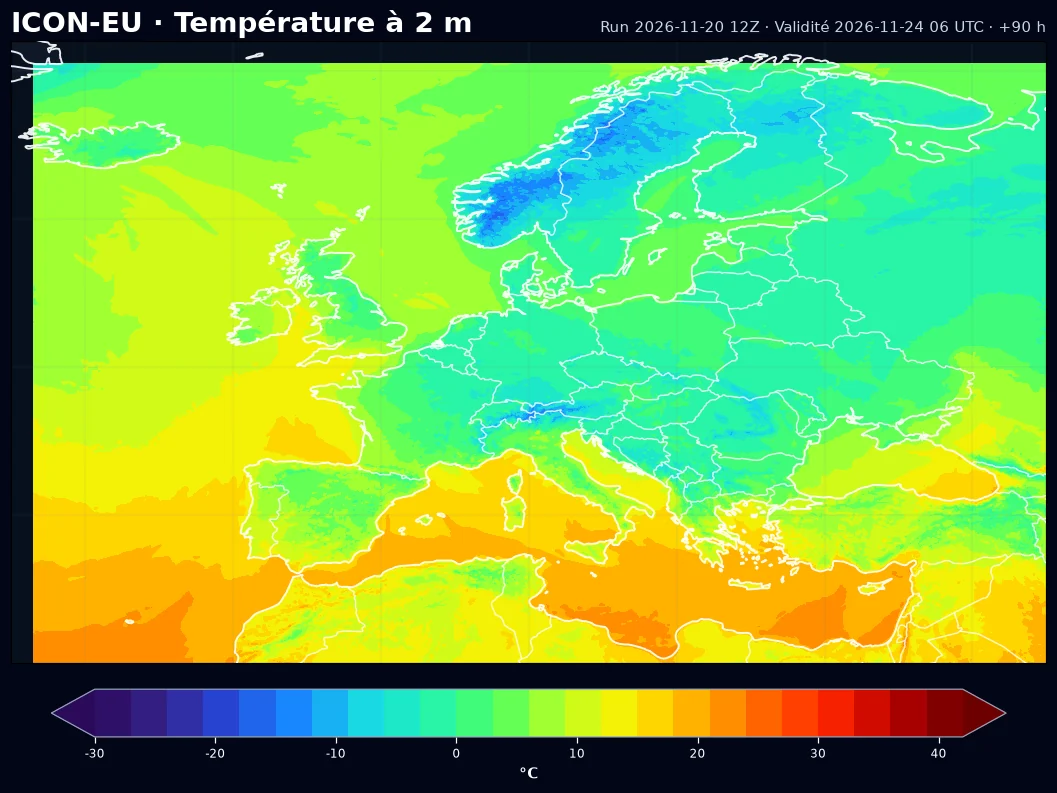 ICON-EU · Température à 2 m
Run 2026-11-20 12Z · Validité 2026-11-24 06 UTC · +90 h
-30 -20 -10 0 10 20 30 40
°C